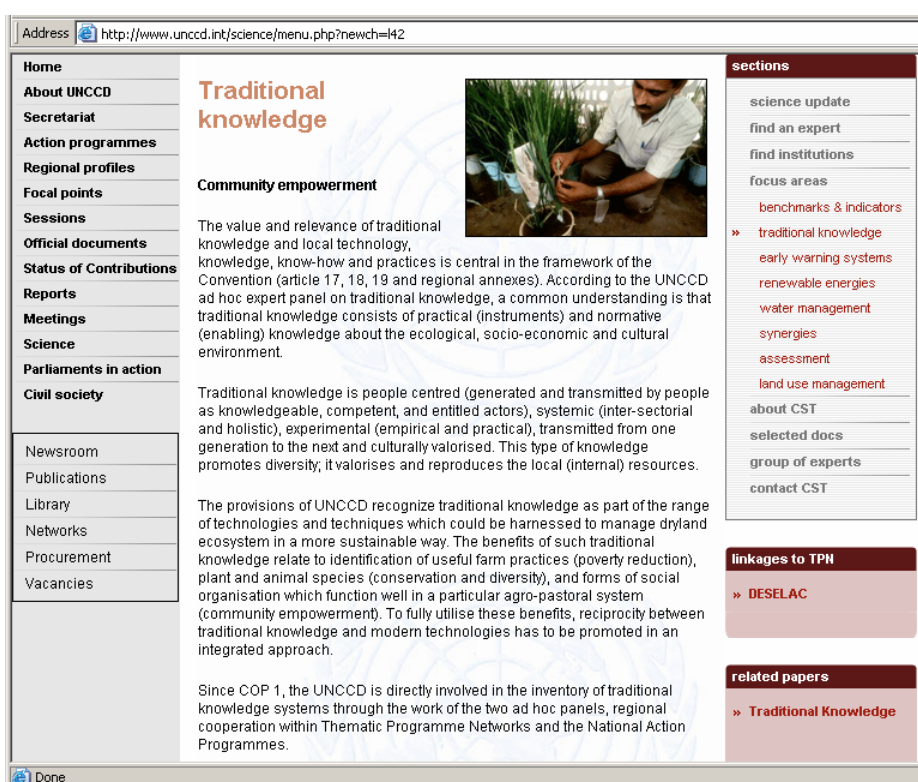 Address http://www.unccd.int/science/menu.php?newch=l42
Home
About UNCCD
Secretariat
Action programmes
Regional profiles
Focal points
Sessions
Official documents
Status of Contributions
Reports
Meetings
Science
Parliaments in action
Civil society
Newsroom
Publications
Library
Networks
Procurement
Vacancies
Traditional
knowledge
Community empowerment
The value and relevance of traditional
knowledge and local technology,
knowledge, know-how and practices is central in the framework of the
Convention (article 17, 18, 19 and regional annexes). According to the UNCCD
ad hoc expert panel on traditional knowledge, a common understanding is that
traditional knowledge consists of practical (instruments) and normative
(enabling) knowledge about the ecological, socio-economic and cultural
environment.
Traditional knowledge is people centred (generated and transmitted by people
as knowledgeable, competent, and entitled actors), systemic (inter-sectorial
and holistic), experimental (empirical and practical), transmitted from one
generation to the next and culturally valorised. This type of knowledge
promotes diversity; it valorises and reproduces the local (internal) resources.
The provisions of UNCCD recognize traditional knowledge as part of the range
of technologies and techniques which could be harnessed to manage dryland
ecosystem in a more sustainable way. The benefits of such traditional
knowledge relate to identification of useful farm practices (poverty reduction),
plant and animal species (conservation and diversity), and forms of social
organisation which function well in a particular agro-pastoral system
(community empowerment). To fully utilise these benefits, reciprocity between
traditional knowledge and modern technologies has to be promoted in an
integrated approach.
Since COP 1, the UNCCD is directly involved in the inventory of traditional
knowledge systems through the work of the two ad hoc panels, regional
cooperation within Thematic Programme Networks and the National Action
Programmes.
sections
science update
find an expert
find institutions
focus areas
benchmarks & indicators
» traditional knowledge
early warning systems
renewable energies
water management
synergies
assessment
land use management
about CST
selected docs
group of experts
contact CST
linkages to TPN
» DESELAC
related papers
» Traditional Knowledge
Done